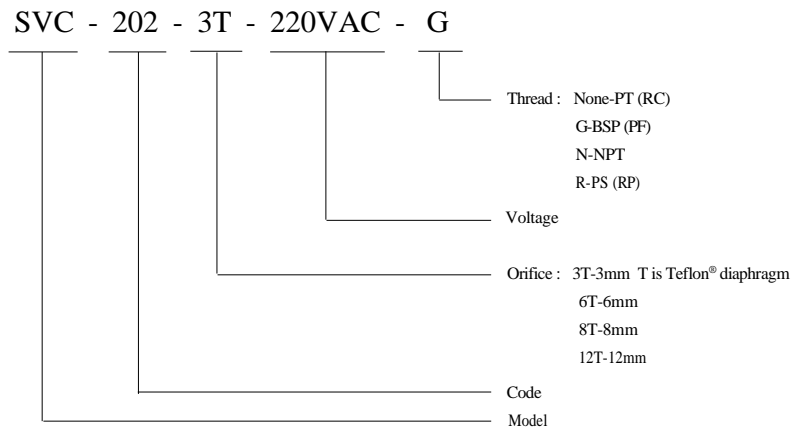 SVC - 202 - 3T - 220VAC - G
Thread : None-PT (RC)
G-BSP (PF)
N-NPT
R-PS (RP)
Voltage
Orifice : 3T-3mm T is Teflon® diaphragm
6T-6mm
8T-8mm
12T-12mm
Code
Model